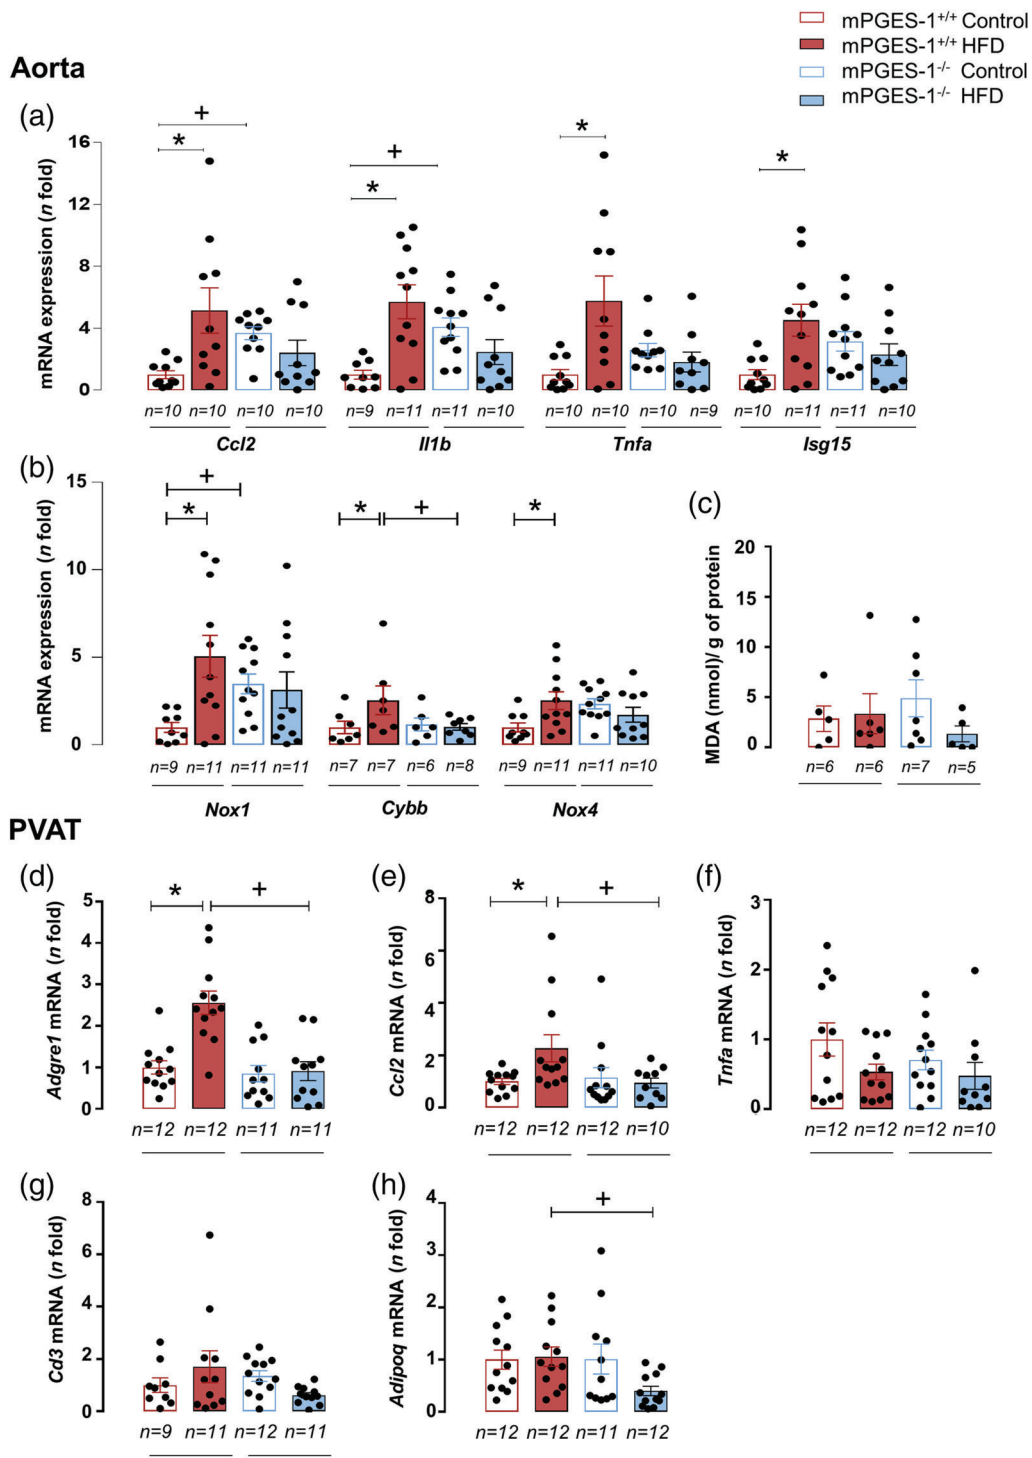 mPGES-1+/+ Control
mPGES-1+/+ HFD
mPGES-1-/- Control
mPGES-1-/- HFD
Aorta
(a)
+
*
+
*
*
*
mRNA expression (n fold)
16
12
8
4
0
n=10 n=10 n=10 n=10 n=9 n=11 n=11 n=10 n=10 n=10 n=10 n=9 n=10 n=11 n=11 n=10
Ccl2 Il1b Tnfa Isg15
(b)
+
*
* +
*
mRNA expression (n fold)
15
10
5
0
n=9 n=11 n=11 n=11 n=7 n=7 n=6 n=8 n=9 n=11 n=11 n=10
Nox1 Cybb Nox4
(c)
MDA (nmol)/ g of protein
20
15
10
5
0
n=6 n=6 n=7 n=5
PVAT
(d)
* +
Adgre1 mRNA (n fold)
5
4
3
2
1
0
n=12 n=12 n=11 n=11
(e)
* +
Ccl2 mRNA (n fold)
8
6
4
2
0
n=12 n=12 n=12 n=10
(f)
Tnfa mRNA (n fold)
3
2
1
0
n=12 n=12 n=12 n=10
(g)
Cd3 mRNA (n fold)
8
6
4
2
0
n=9 n=11 n=12 n=11
(h)
+
Adipoq mRNA (n fold)
4
3
2
1
0
n=12 n=12 n=11 n=12